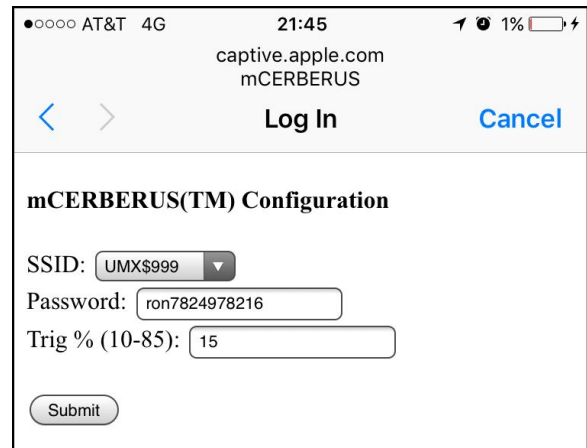 AT&T 4G 21:45 1%
captive.apple.com
mCERBERUS
Log In Cancel
mCERBERUS(TM) Configuration
SSID: UMX$999
Password: ron7824978216
Trig % (10-85): 15
Submit